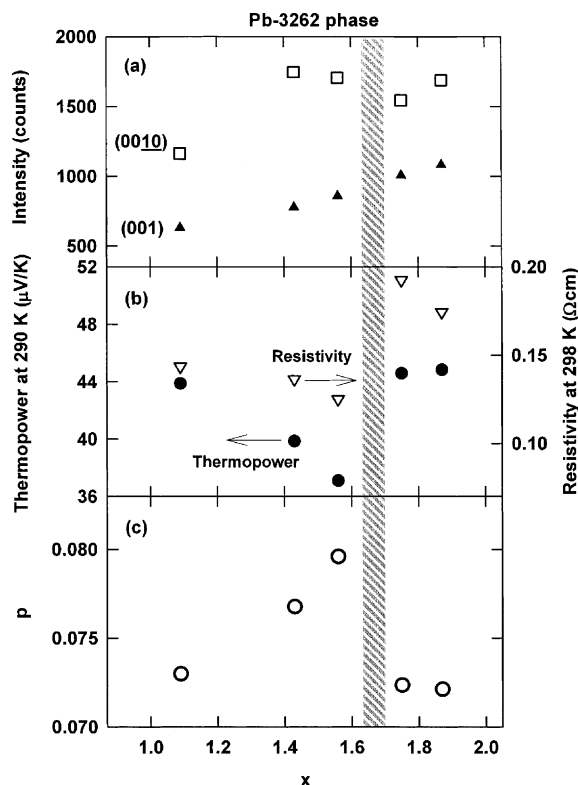 Pb-3262 phase
(a)
2000
1500
1000
500
Intensity (counts)
(0010)
(001)
(b)
52
48
44
40
36
Thermopower at 290 K (μV/K)
Resistivity
Thermopower
0.20
0.15
0.10
Resistivity at 298 K (Ωcm)
(c)
0.080
0.075
0.070
p
1.0 1.2 1.4 1.6 1.8 2.0
x